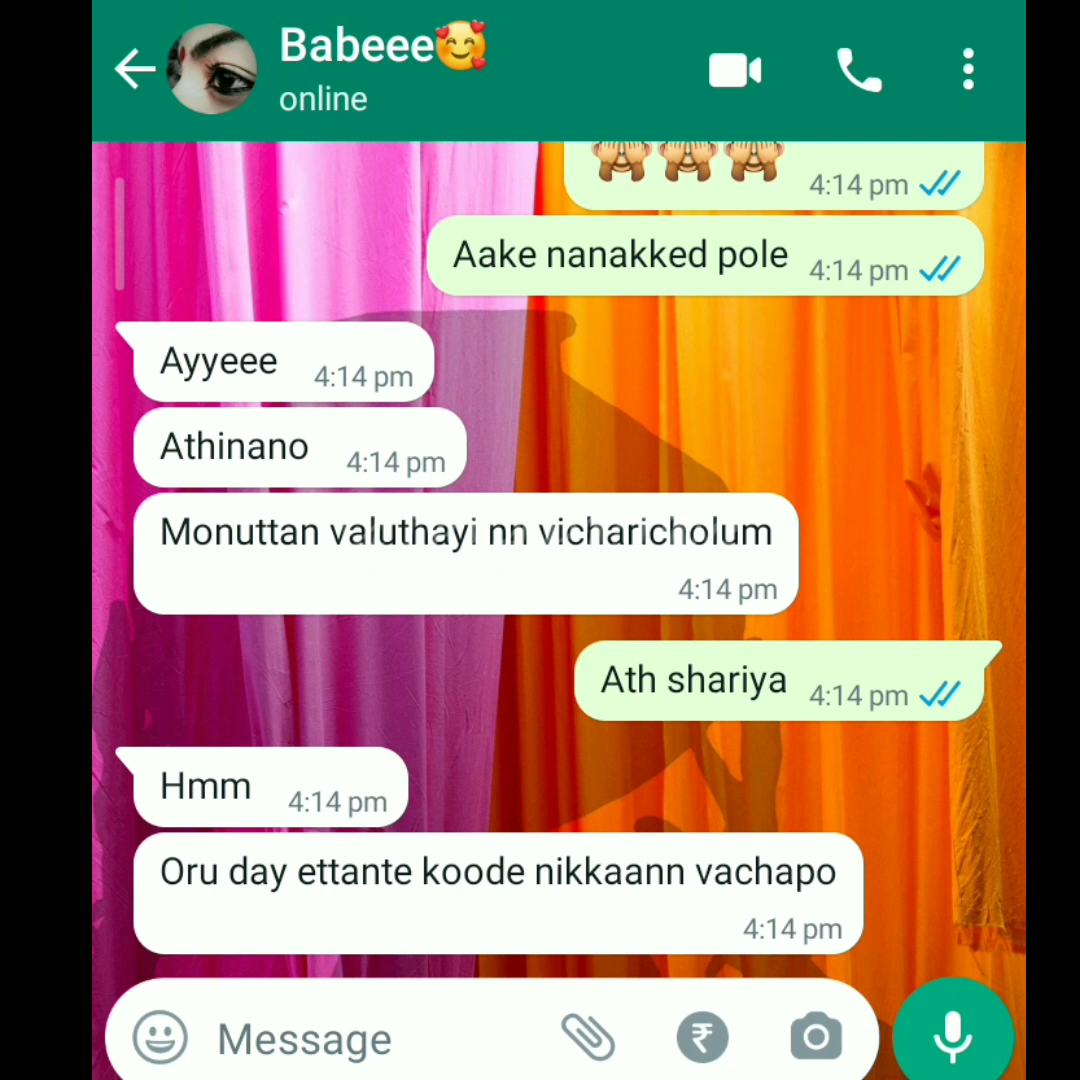 Babeee🥰
online
🙈🙈🙈 4:14 pm
Aake nanakked pole 4:14 pm
Ayyeee 4:14 pm
Athinano 4:14 pm
Monuttan valuthayi nn vicharicholum
4:14 pm
Ath shariya 4:14 pm
Hmm 4:14 pm
Oru day ettante koode nikkaann vachapo
4:14 pm
Message
₹